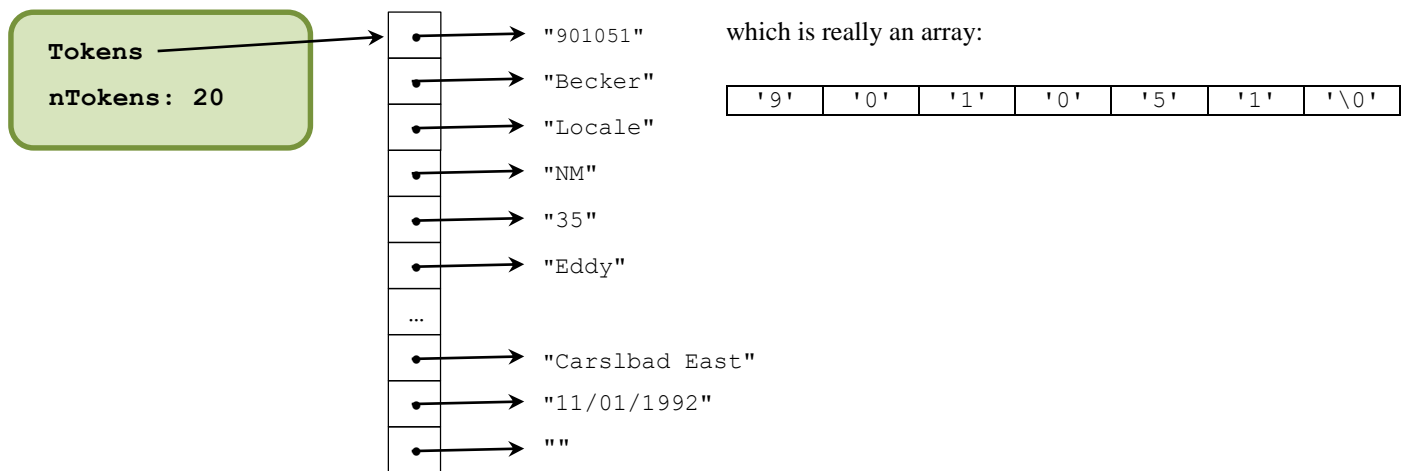 Tokens
nTokens: 20
"901051"
"Becker"
"Locale"
"NM"
"35"
"Eddy"
…
"Carslbad East"
"11/01/1992"
""
which is really an array:
'9' '0' '1' '0' '5' '1' '\0'